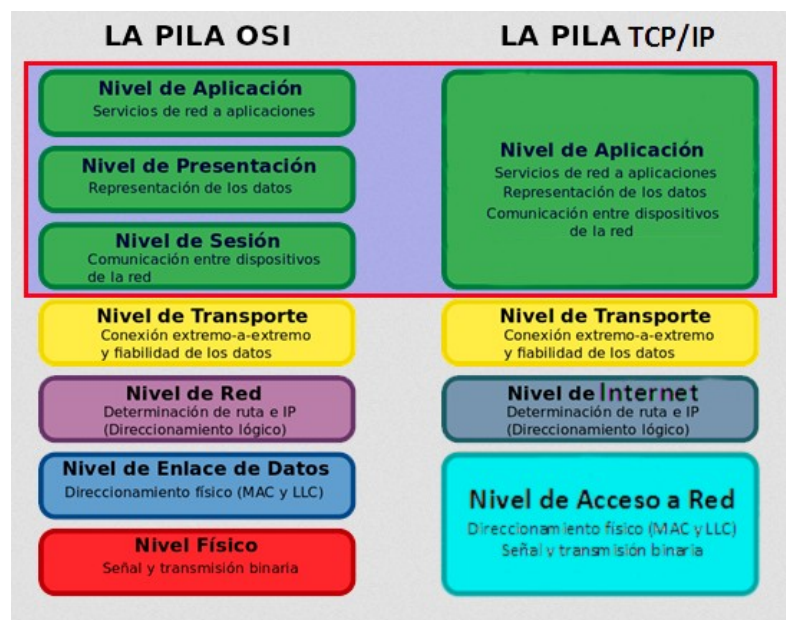 LA PILA OSI
Nivel de Aplicación
Servicios de red a aplicaciones
Nivel de Presentación
Representación de los datos
Nivel de Sesión
Comunicación entre dispositivos
de la red
Nivel de Transporte
Conexión extremo-a-extremo
y fiabilidad de los datos
Nivel de Red
Determinación de ruta e IP
(Direccionamiento lógico)
Nivel de Enlace de Datos
Direccionamiento físico (MAC y LLC)
Nivel Físico
Señal y transmisión binaria
LA PILA TCP/IP
Nivel de Aplicación
Servicios de red a aplicaciones
Representación de los datos
Comunicación entre dispositivos
de la red
Nivel de Transporte
Conexión extremo-a-extremo
y fiabilidad de los datos
Nivel de Internet
Determinación de ruta e IP
(Direccionamiento lógico)
Nivel de Acceso a Red
Direccionamiento físico (MAC y LLC)
Señal y transmisión binaria